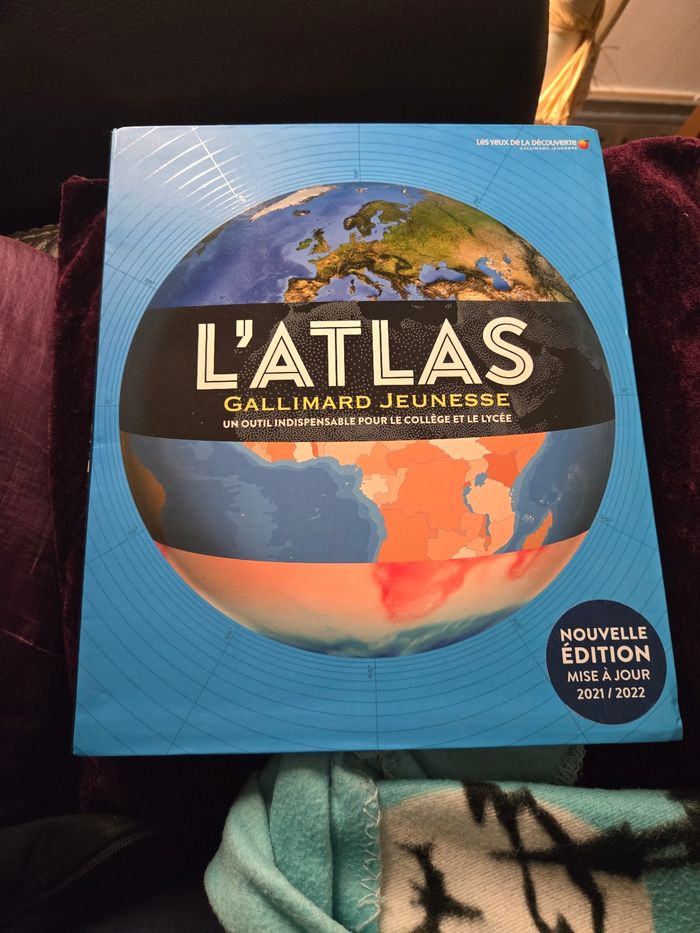 LES YEUX DE LA DÉCOUVERTE
GALLIMARD JEUNESSE
L'ATLAS
GALLIMARD JEUNESSE
UN OUTIL INDISPENSABLE POUR LE COLLÈGE ET LE LYCÉE
NOUVELLE
ÉDITION
MISE À JOUR
2021 / 2022